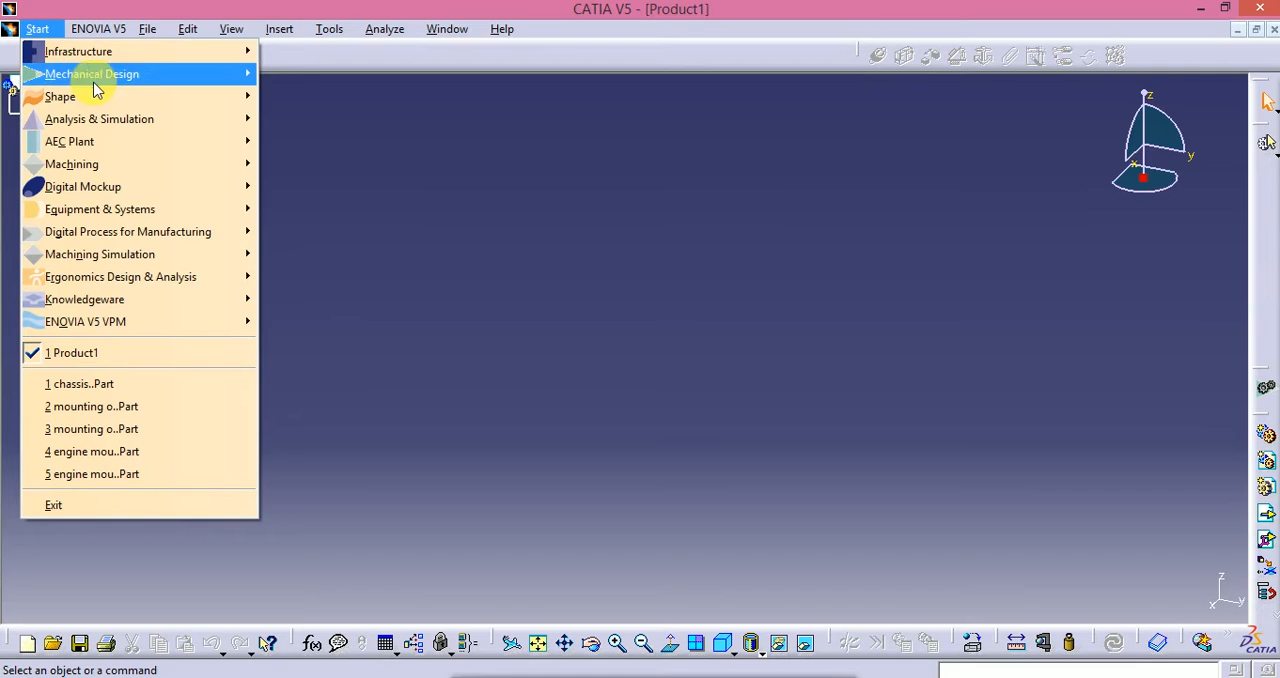 CATIA V5 - [Product1]
Start ENOVIA V5 File Edit View Insert Tools Analyze Window Help
Infrastructure
Mechanical Design
Shape
Analysis & Simulation
AEC Plant
Machining
Digital Mockup
Equipment & Systems
Digital Process for Manufacturing
Machining Simulation
Ergonomics Design & Analysis
Knowledgeware
ENOVIA V5 VPM
1 Product1
1 chassis..Part
2 mounting o..Part
3 mounting o..Part
4 engine mou..Part
5 engine mou..Part
Exit
z
y
x
z
x y
f(x)
CATIA
Select an object or a command